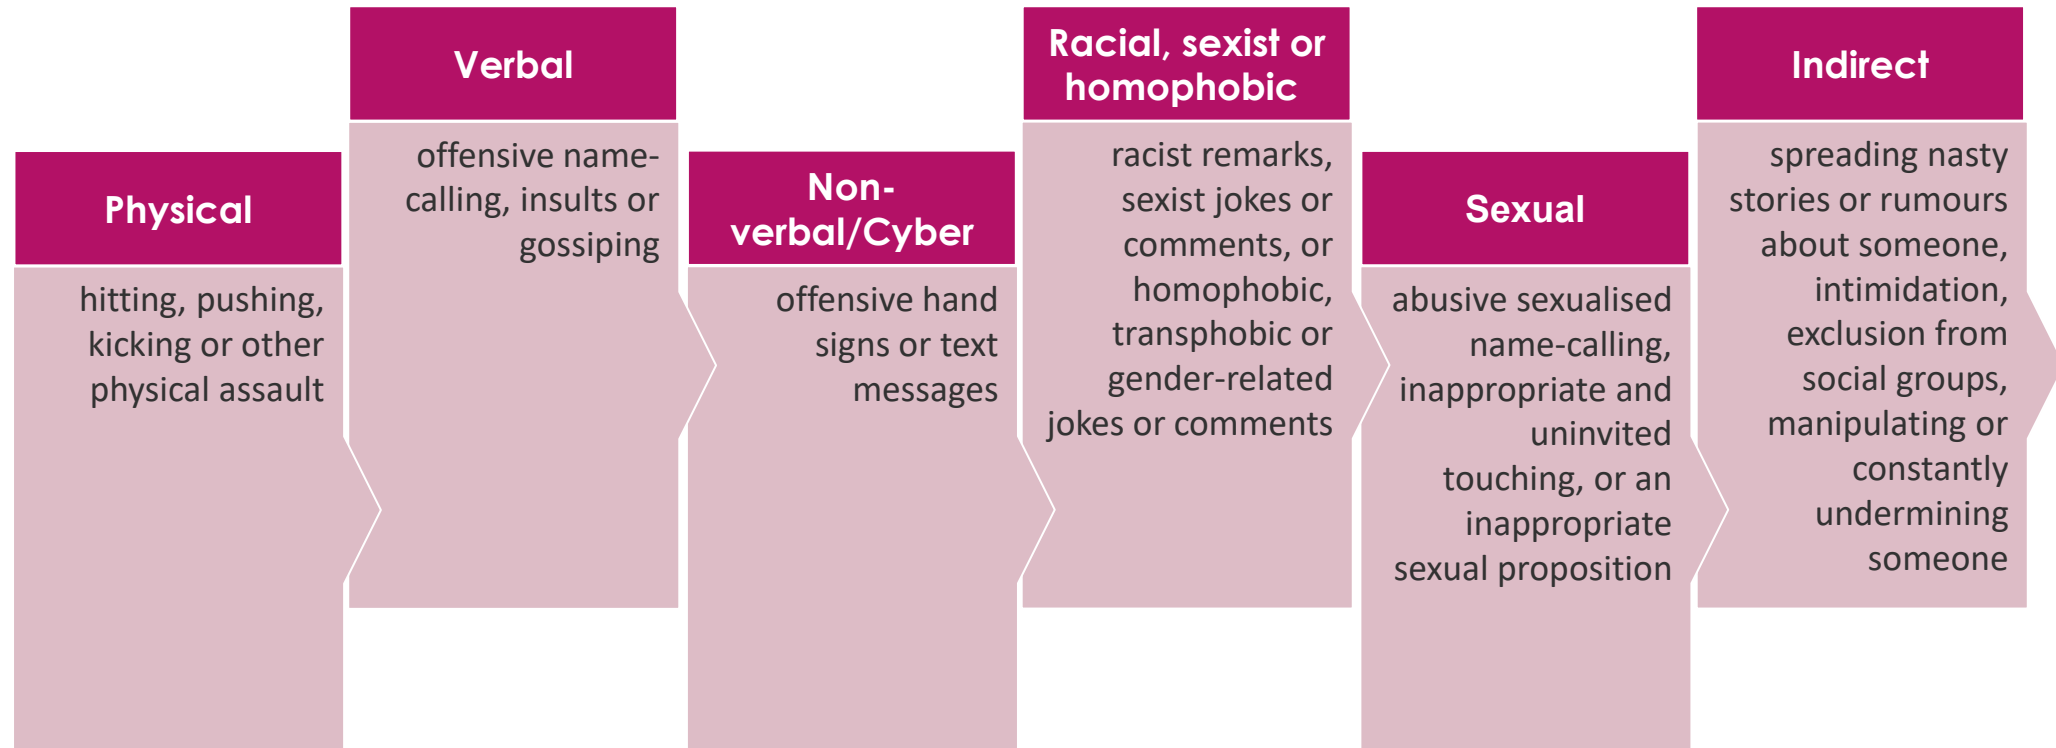 Physical
hitting, pushing,
kicking or other
physical assault
Verbal
offensive name-
calling, insults or
gossiping
Non-
verbal/Cyber
offensive hand
signs or text
messages
Racial, sexist or
homophobic
racist remarks,
sexist jokes or
comments, or
homophobic,
transphobic or
gender-related
jokes or comments
Sexual
abusive sexualised
name-calling,
inappropriate and
uninvited
touching, or an
inappropriate
sexual proposition
Indirect
spreading nasty
stories or rumours
about someone,
intimidation,
exclusion from
social groups,
manipulating or
constantly
undermining
someone